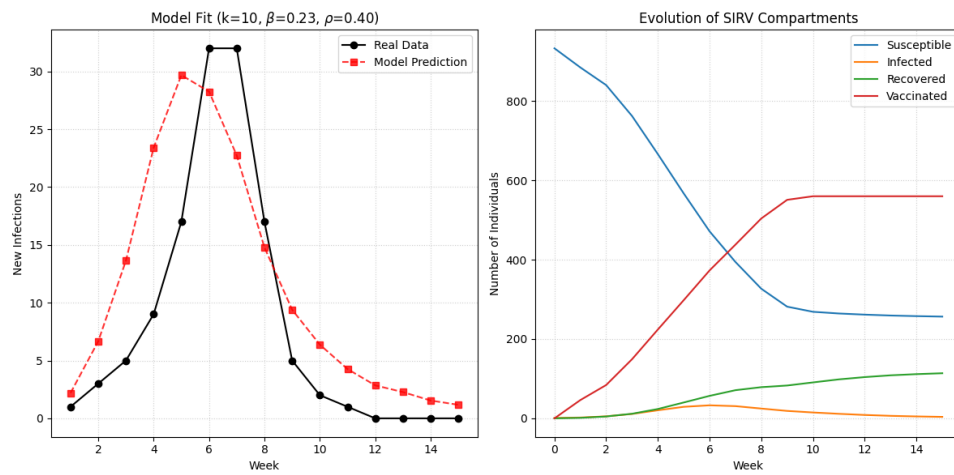 Model Fit (k=10, β=0.23, ρ=0.40)
Real Data
Model Prediction
New Infections
30
25
20
15
10
5
0
2 4 6 8 10 12 14
Week
Evolution of SIRV Compartments
Susceptible
Infected
Recovered
Vaccinated
Number of Individuals
800
600
400
200
0
0 2 4 6 8 10 12 14
Week